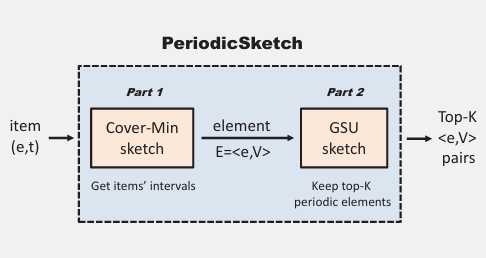 PeriodicSketch
Part 1
Part 2
item
(e,t)
Cover-Min
sketch
element
E=<e,V>
GSU
sketch
Top-K
<e,V>
pairs
Get items' intervals
Keep top-K
periodic elements